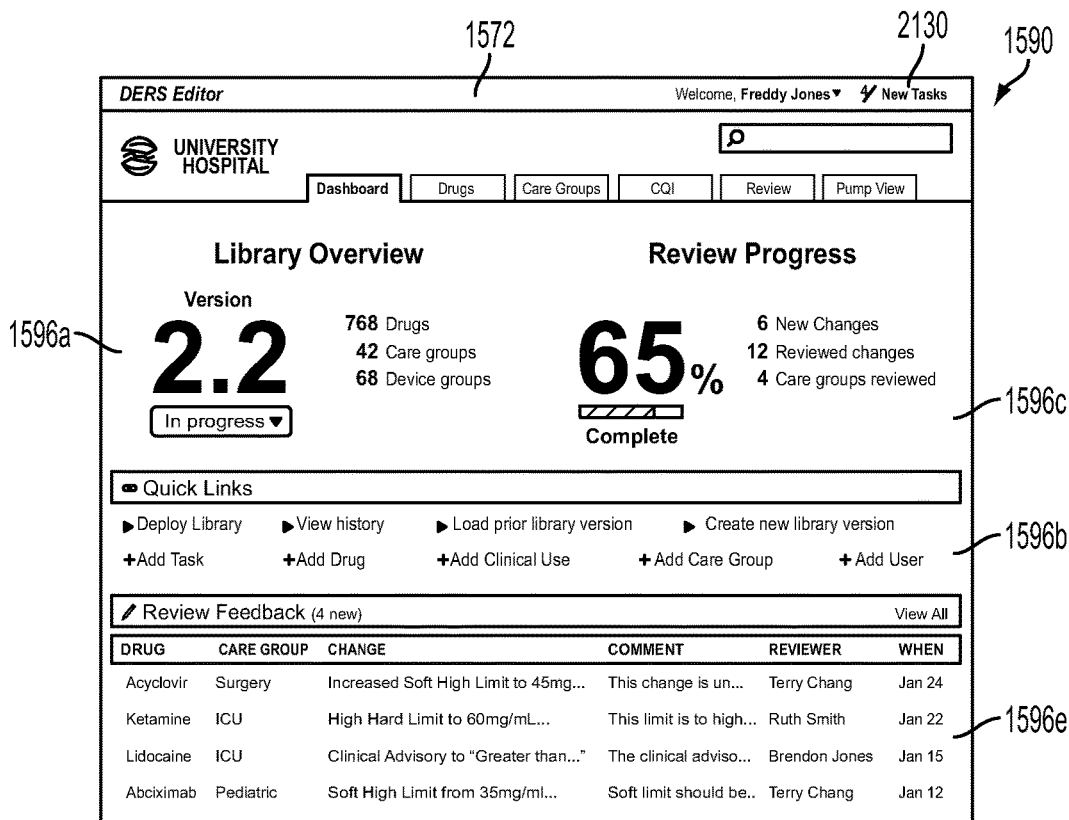 1572
2130
1590
DERS Editor Welcome, Freddy Jones▼ 4 New Tasks
UNIVERSITY
HOSPITAL
Dashboard Drugs Care Groups CQI Review Pump View
Library Overview Review Progress
Version
1596a
2.2
768 Drugs
42 Care groups
68 Device groups
In progress ▼
65%
6 New Changes
12 Reviewed changes
4 Care groups reviewed
Complete
1596c
Quick Links
▶Deploy Library ▶View history ▶Load prior library version ▶ Create new library version
+Add Task +Add Drug +Add Clinical Use + Add Care Group + Add User
1596b
Review Feedback (4 new) View All
DRUG CARE GROUP CHANGE COMMENT REVIEWER WHEN
Acyclovir Surgery Increased Soft High Limit to 45mg... This change is un... Terry Chang Jan 24
Ketamine ICU High Hard Limit to 60mg/mL... This limit is to high... Ruth Smith Jan 22
1596e
Lidocaine ICU Clinical Advisory to “Greater than...” The clinical adviso... Brendon Jones Jan 15
Abciximab Pediatric Soft High Limit from 35mg/ml... Soft limit should be.. Terry Chang Jan 12